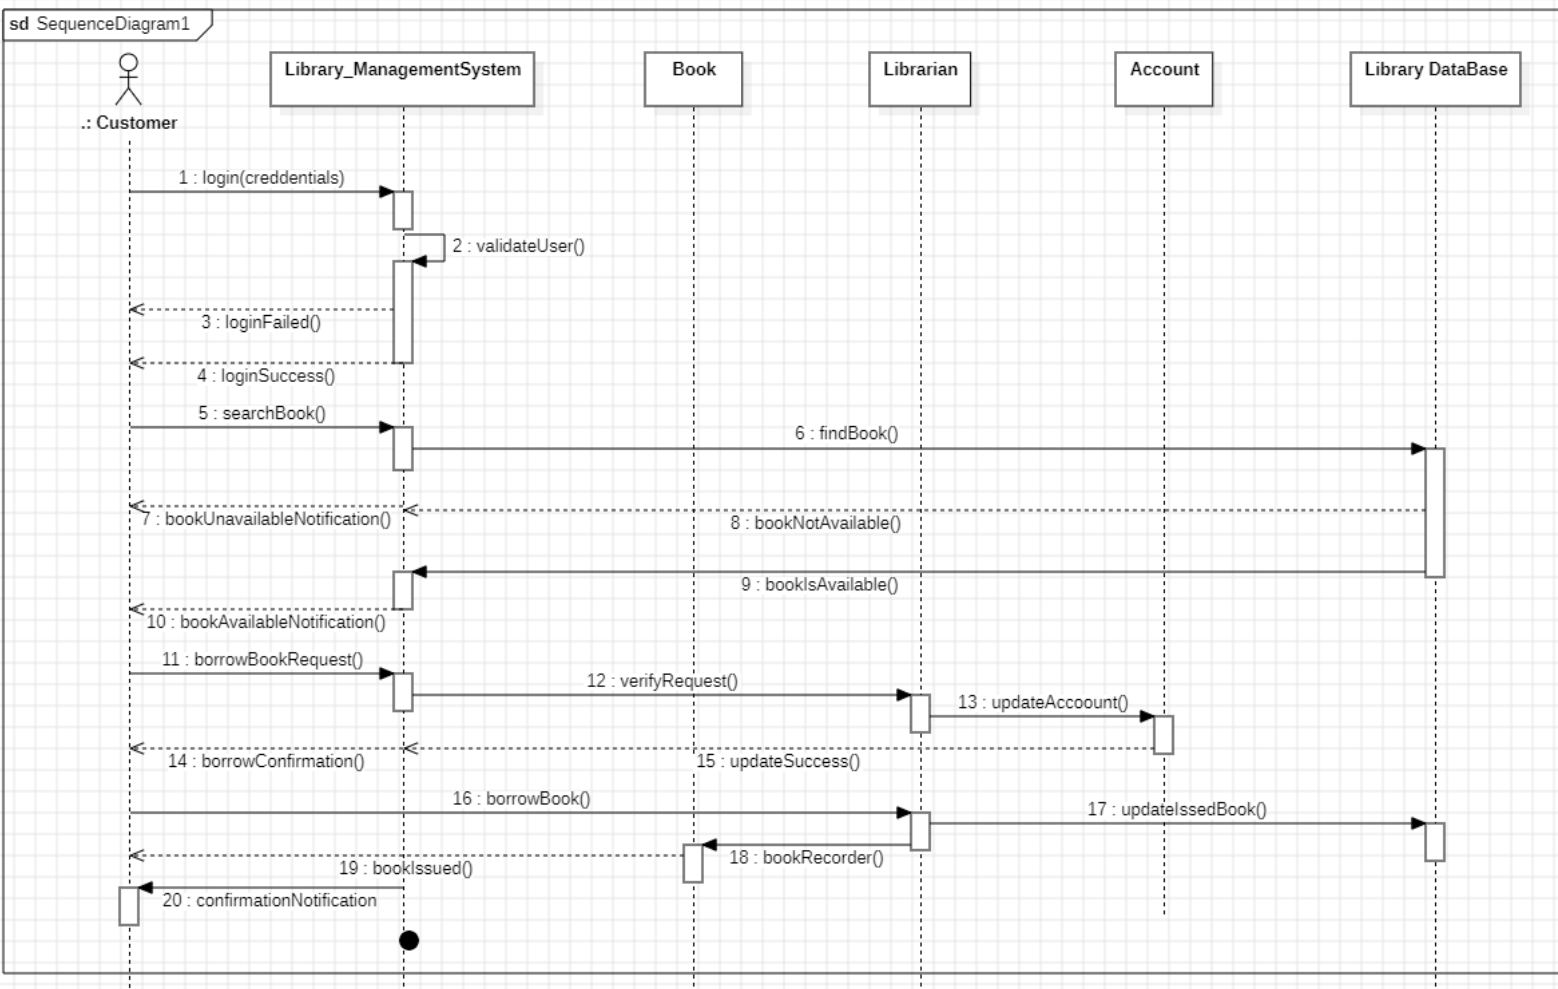 sd SequenceDiagram1
Library_ManagementSystem
Book
Librarian
Account
Library DataBase
.: Customer
1 : login(creddentials)
2 : validateUser()
3 : loginFailed()
4 : loginSuccess()
5 : searchBook()
6 : findBook()
7 : bookUnavailableNotification()
8 : bookNotAvailable()
9 : bookIsAvailable()
10 : bookAvailableNotification()
11 : borrowBookRequest()
12 : verifyRequest()
13 : updateAccoount()
14 : borrowConfirmation()
15 : updateSuccess()
16 : borrowBook()
17 : updateIssedBook()
18 : bookRecorder()
19 : bookIssued()
20 : confirmationNotification